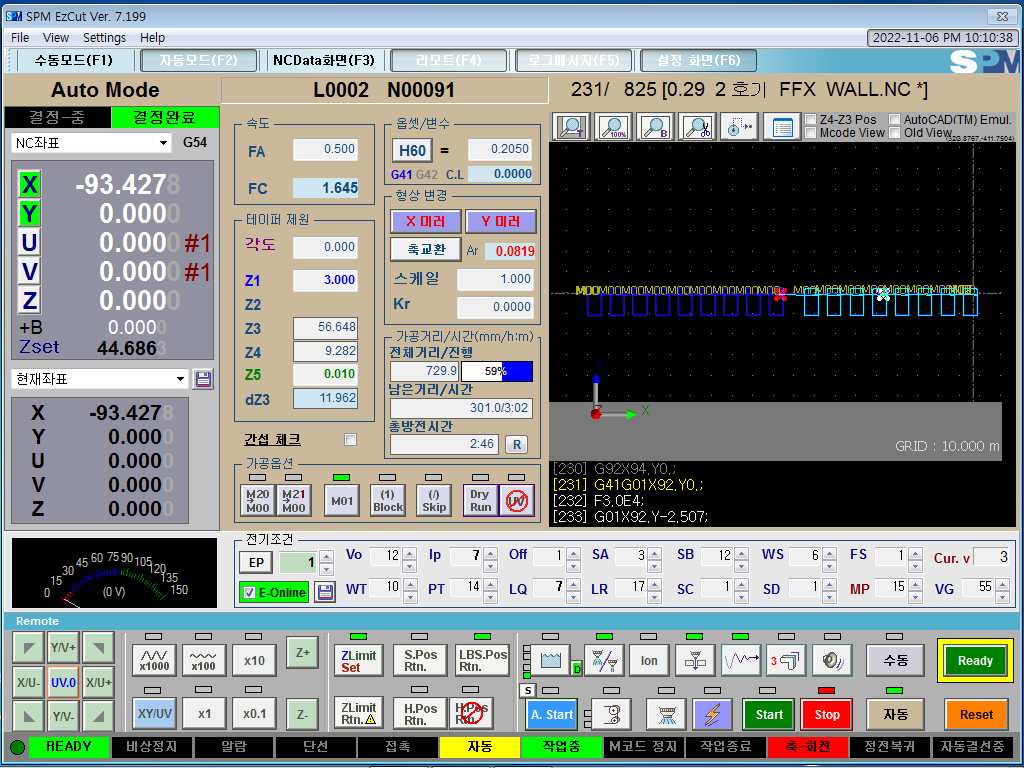 SPM SPM EzCut Ver. 7.199
File View Settings Help
2022-11-06 PM 10:10:38
수동모드(F1) 자동모드(F2) NCData화면(F3) 리모트(F4) 로그메시지(F5) 설정 화면(F6) SPM
Auto Mode L0002 N00091 231/ 825 [0.29 2 호기 FFX WALL.NC *]
결정-중 결정완료
NC좌표 G54
X -93.4278
Y 0.0000
U 0.0000 #1
V 0.0000 #1
Z 0.0000
+B 0.0000
Zset 44.6863
현재좌표
X -93.4278
Y 0.0000
U 0.0000
V 0.0000
Z 0.0000
속도
FA 0.500
FC 1.645
테이퍼 제원
각도 0.000
Z1 3.000
Z2
Z3 56.648
Z4 9.282
Z5 0.010
dZ3 11.962
간섭 체크
옵셋/변수
H60 = 0.2050
G41 G42 C.L 0.0000
형상 변경
X 미러 Y 미러
축교환 Ar 0.0819
스케일 1.000
Kr 0.0000
가공거리/시간(mm/h:m)
전체거리/진행
729.9 59%
남은거리/시간
301.0/3:02
총방전시간
2:46 R
가공옵션
M20 M00 M21 M00 M01 (1) Block (/) Skip Dry Run UV
T 100% B
Z4-Z3 Pos AutoCAD(TM) Emul.
Mcode View Old View
M00M00M00M00M00M00M00M00
X
GRID : 10.000 m
[230] G92X94.Y0.;
[231] G41G01X92.Y0.;
[232] F3.0E4;
[233] G01X92.Y-2.507;
0 15 30 45 60 75 90 105 120 135 150
(0 V)
전기조건
EP 1 Vo 12 Ip 7 Off 1 SA 3 SB 12 WS 6 FS 1 Cur. v 3
E-Online WT 10 PT 14 LQ 7 LR 17 SC 1 SD 1 MP 15 VG 55
Remote
Y/V+ x1000 x100 x10 Z+ ZLimit Set S.Pos Rtn. LBS.Pos Rtn. D Ion 3 수동 Ready
X/U- UV.0 X/U+
Y/V- XY/UV x1 x0.1 Z- ZLimit Rtn. H.Pos Rtn. H.Pos Rtn. S A. Start Start Stop 자동 Reset
READY 비상정지 알람 단선 접촉 자동 작업중 M코드 정지 작업종료 축-회전 정전복귀 자동결선중